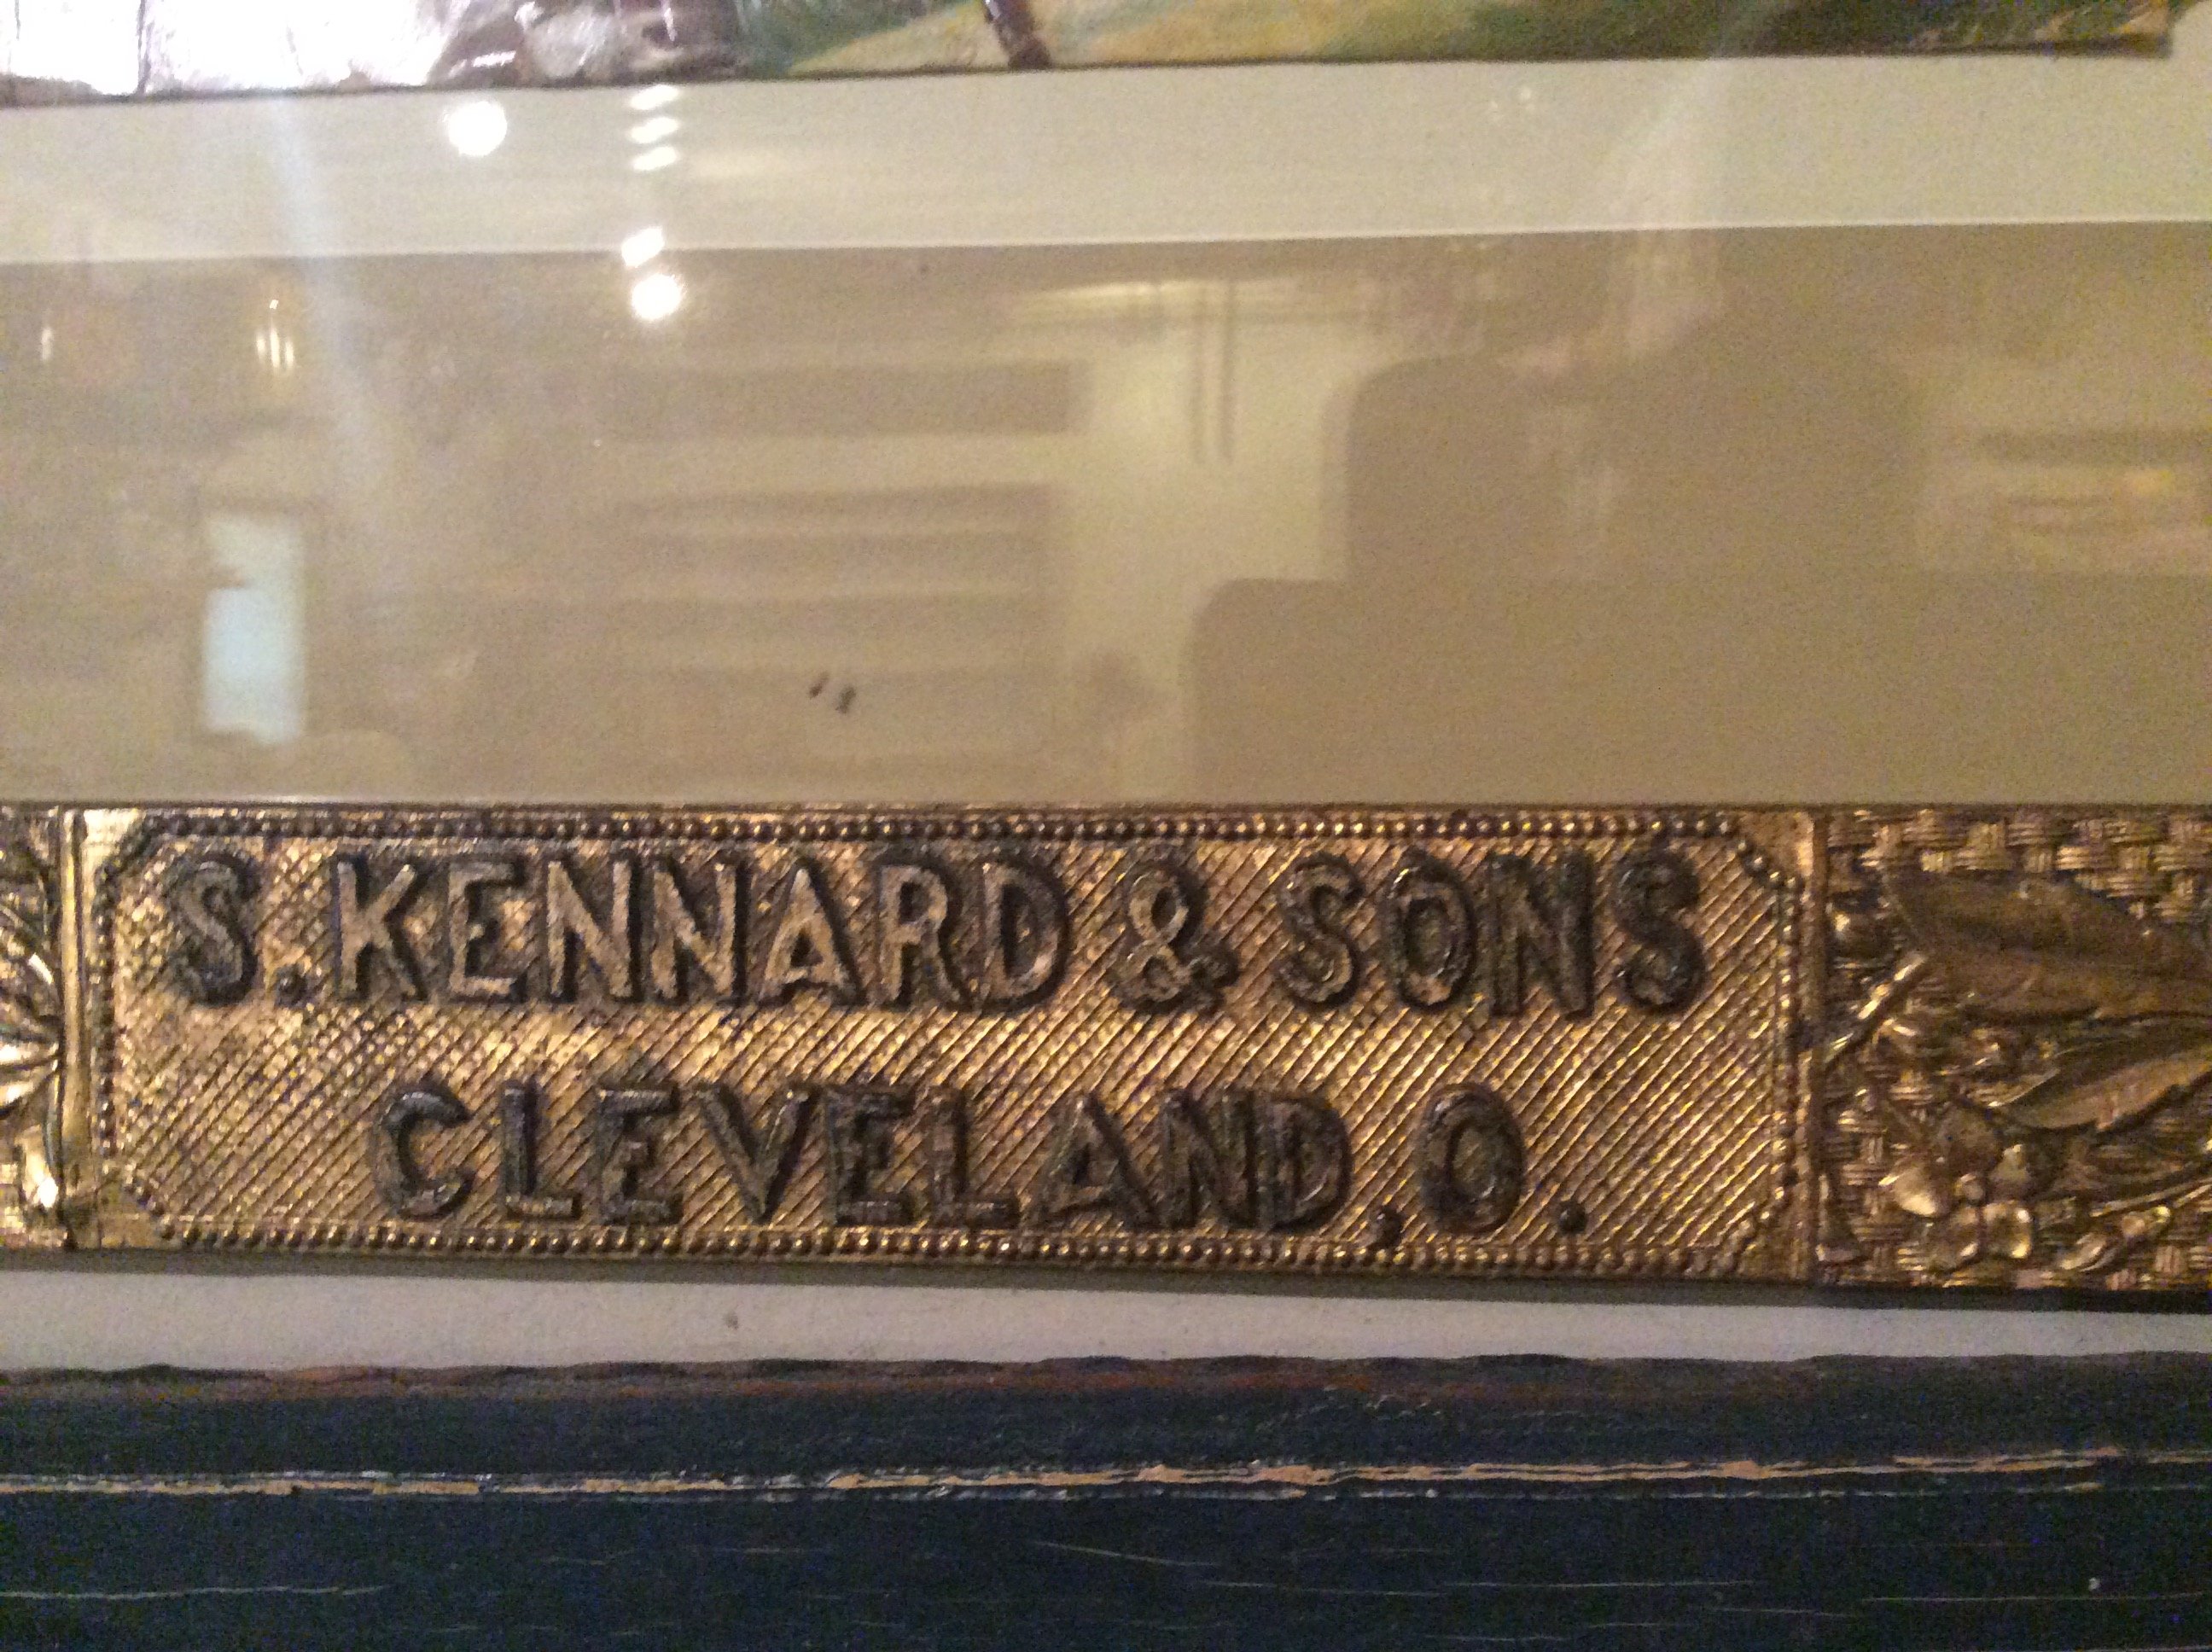 S. KENNARD & SONS
CLEVELAND, O.